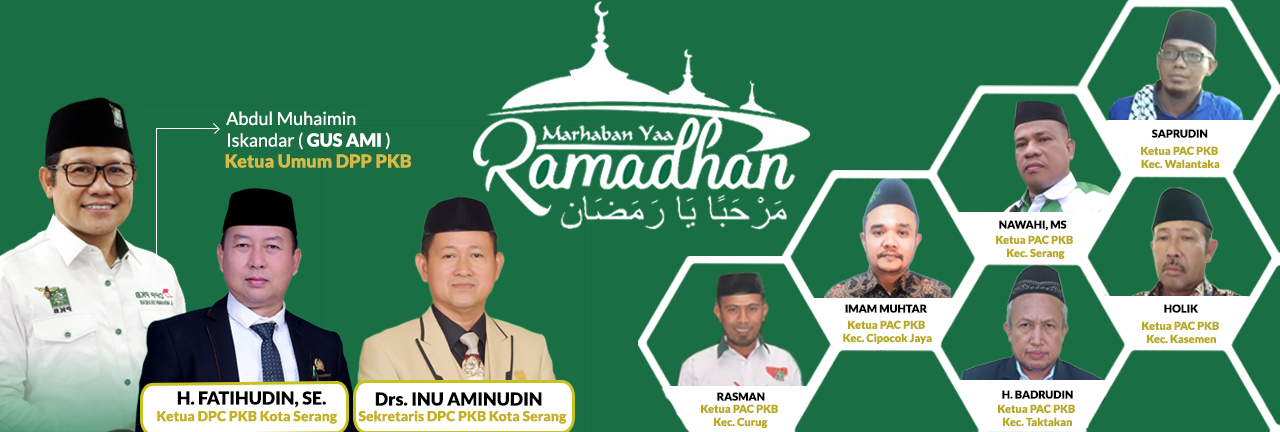 Abdul Muhaimin
Iskandar ( GUS AMI )
Ketua Umum DPP PKB
H. FATIHUDIN, SE.
Ketua DPC PKB Kota Serang
Drs. INU AMINUDIN
Sekretaris DPC PKB Kota Serang
Marhaban Yaa
Ramadhan
مَرْحَبًا يَا رَمَضَان
SAPRUDIN
Ketua PAC PKB
Kec. Walantaka
NAWAHI, MS
Ketua PAC PKB
Kec. Serang
IMAM MUHTAR
Ketua PAC PKB
Kec. Cipocok Jaya
HOLIK
Ketua PAC PKB
Kec. Kasemen
RASMAN
Ketua PAC PKB
Kec. Curug
H. BADRUDIN
Ketua PAC PKB
Kec. Taktakan
DPP PKB
PKB